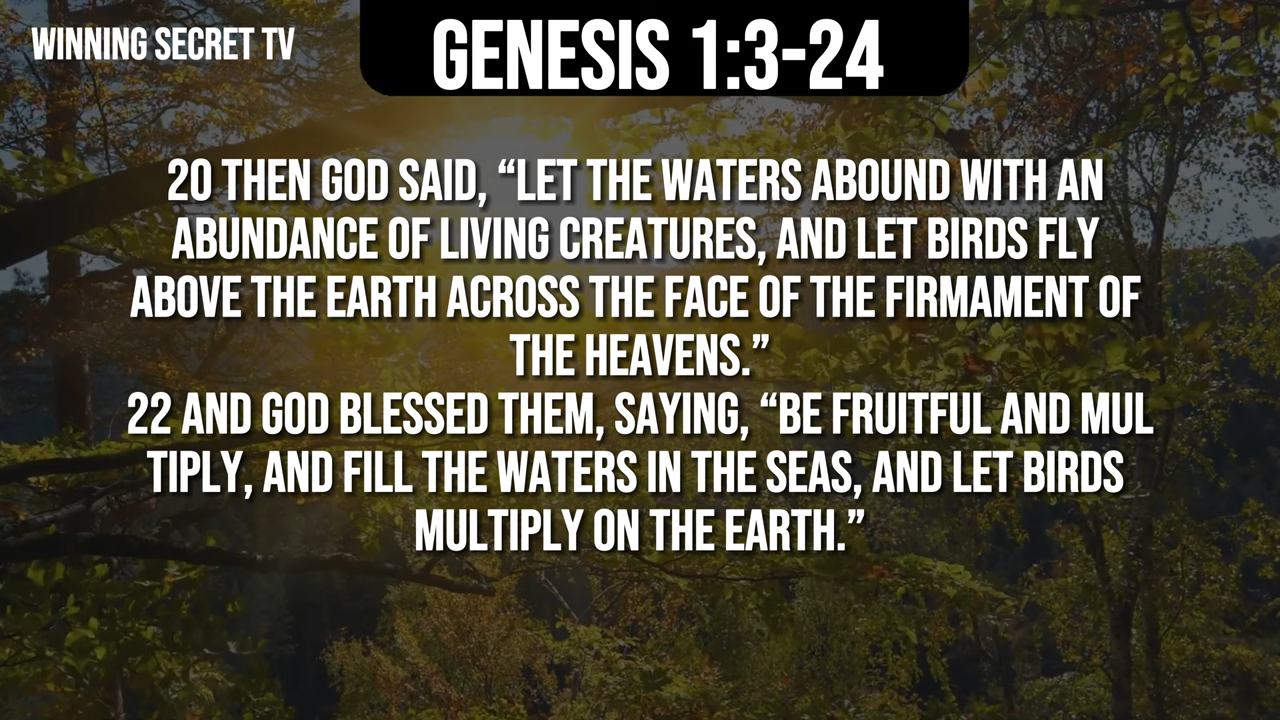 WINNING SECRET TV
GENESIS 1:3-24
20 THEN GOD SAID, “LET THE WATERS ABOUND WITH AN
ABUNDANCE OF LIVING CREATURES, AND LET BIRDS FLY
ABOVE THE EARTH ACROSS THE FACE OF THE FIRMAMENT OF
THE HEAVENS.”
22 AND GOD BLESSED THEM, SAYING, “BE FRUITFUL AND MUL
TIPLY, AND FILL THE WATERS IN THE SEAS, AND LET BIRDS
MULTIPLY ON THE EARTH.”